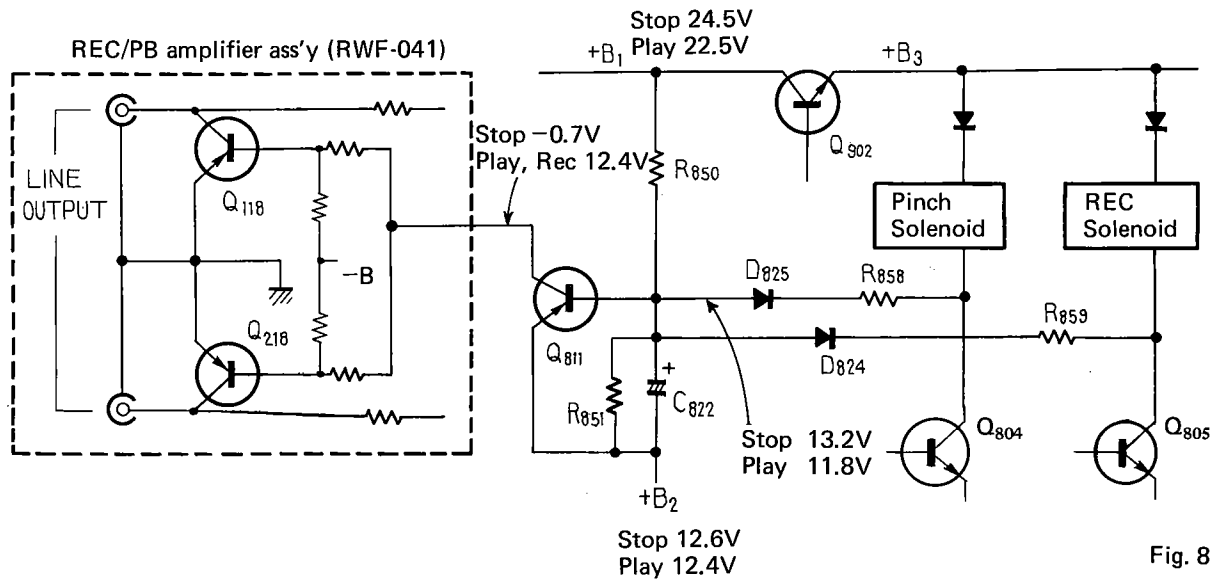 Stop 24.5V
Play 22.5V
REC/PB amplifier ass'y (RWF-041)
+B1
+B3
Stop −0.7V
Play, Rec 12.4V
Q902
R850
LINE
OUTPUT
Q118
Pinch
Solenoid
REC
Solenoid
−B
D825
R858
Q218
R859
Q811
D824
R851
+
C822
Q804
Q805
Stop 13.2V
Play 11.8V
+B2
Stop 12.6V
Play 12.4V
Fig. 8